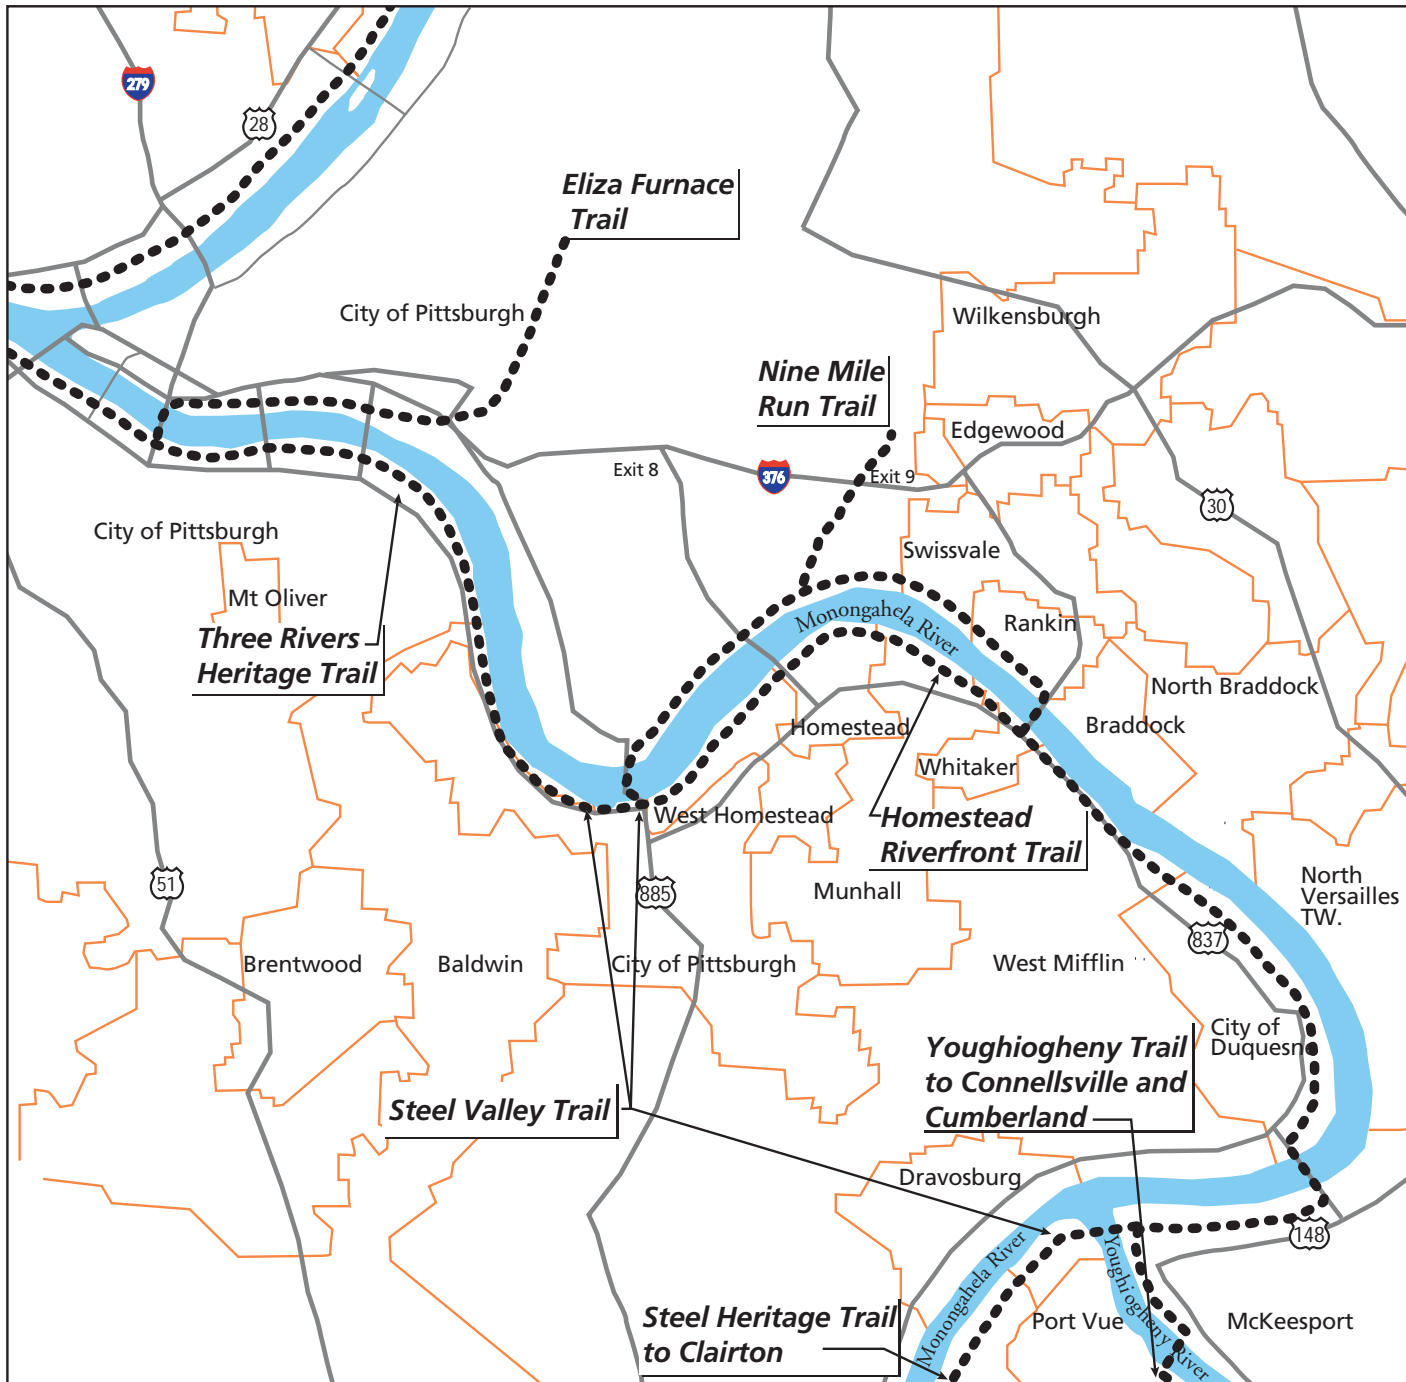 279
28
Eliza Furnace
Trail
City of Pittsburgh
Wilkensburgh
Nine Mile
Run Trail
Edgewood
Exit 8
376
Exit 9
30
City of Pittsburgh
Swissvale
Mt Oliver
Monongahela River
Rankin
Three Rivers
Heritage Trail
North Braddock
Homestead
Braddock
Whitaker
West Homestead
Homestead
Riverfront Trail
51
885
Munhall
North
Versailles
TW.
837
Brentwood
Baldwin
City of Pittsburgh
West Mifflin
City of
Duquesne
Youghiogheny Trail
to Connellsville and
Cumberland
Steel Valley Trail
Dravosburg
148
Monongahela River
Youghiogheny River
Steel Heritage Trail
to Clairton
Port Vue
McKeesport